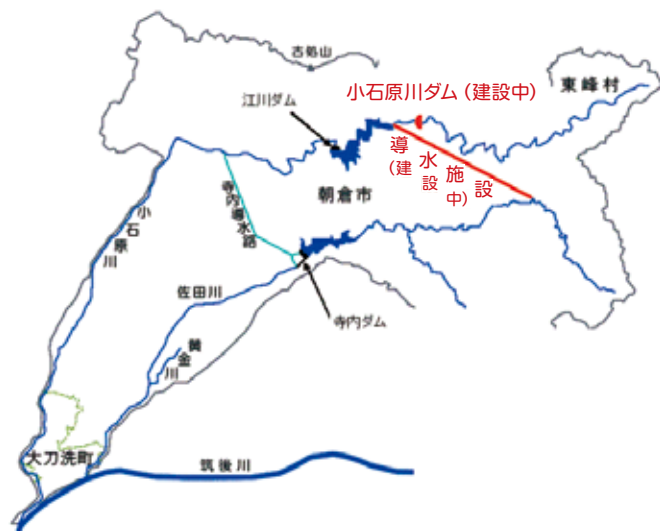 古処山
江川ダム
小石原川ダム (建設中)
東峰村
導水施設
(建設中)
朝倉市
寺内導水路
小石原川
佐田川
寺内ダム
黄金川
大刀洗町
筑後川